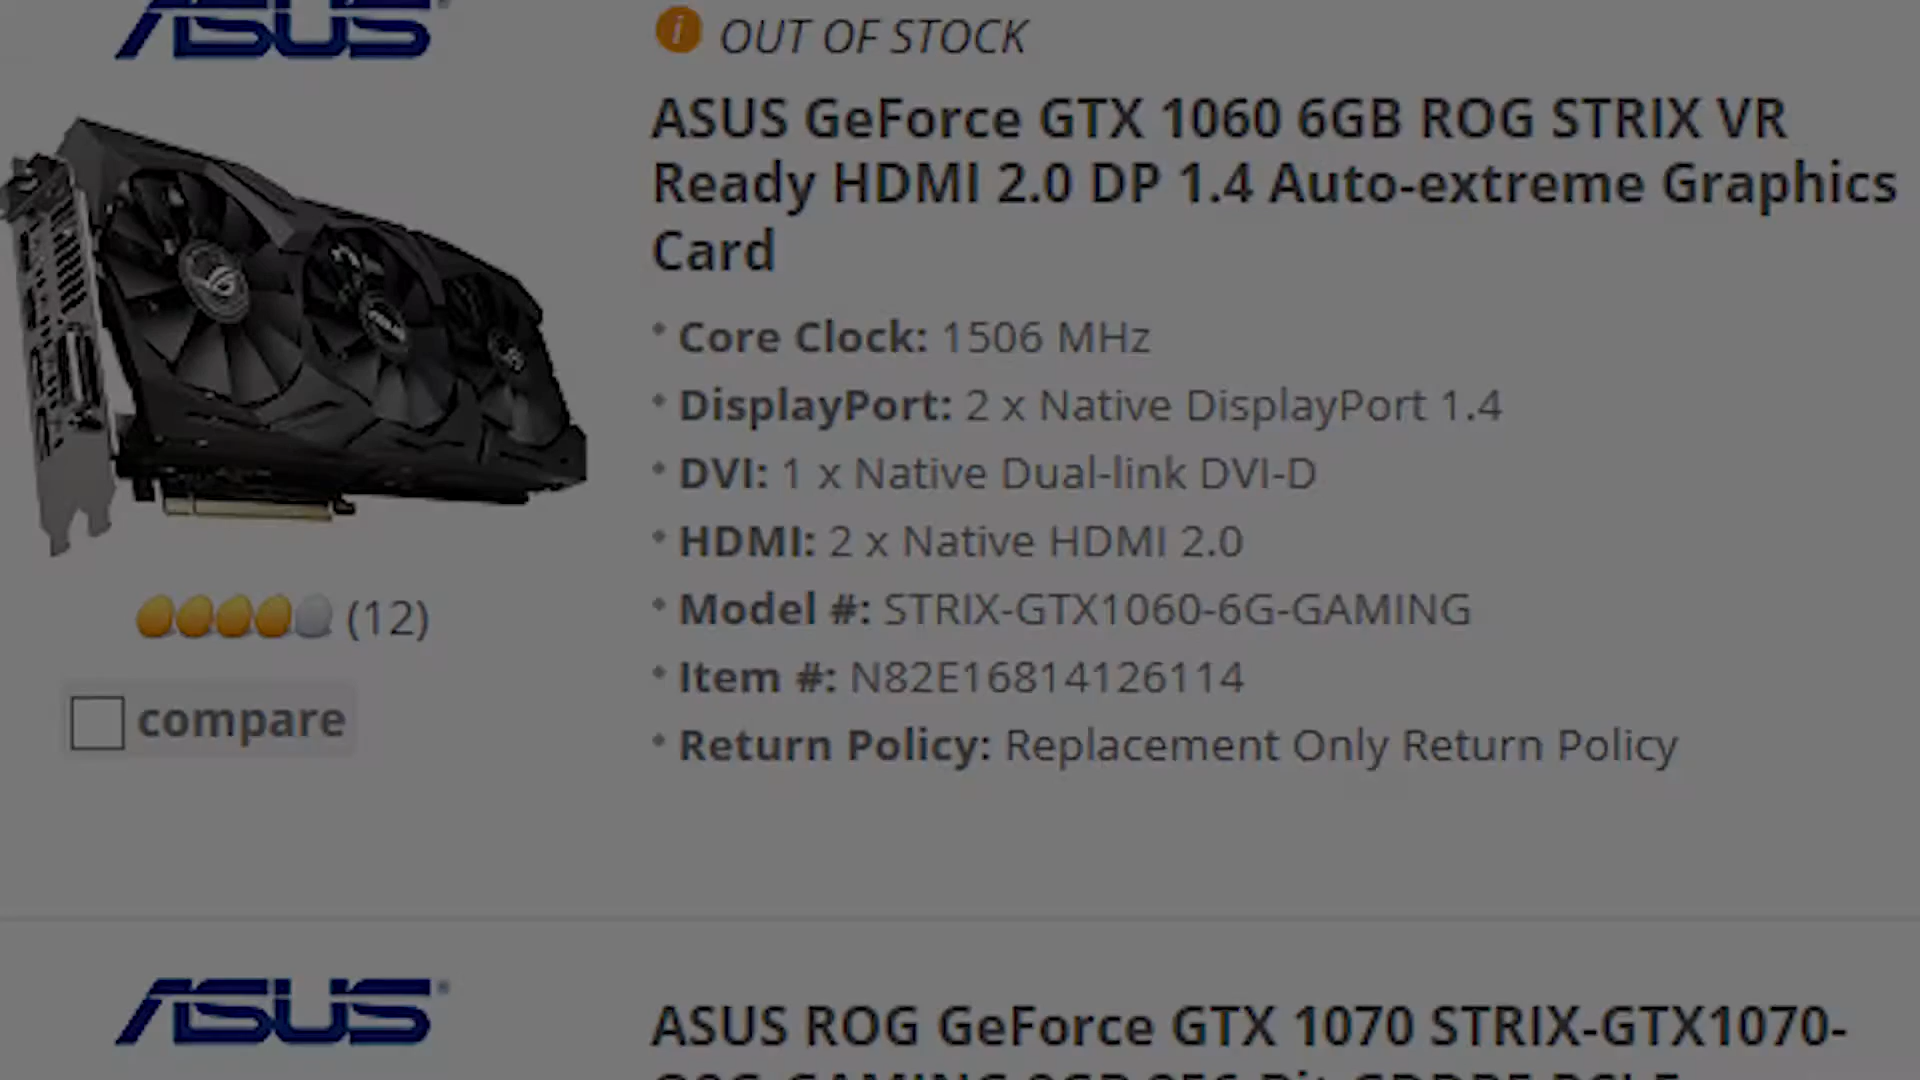 ASUS
OUT OF STOCK
ASUS GeForce GTX 1060 6GB ROG STRIX VR
Ready HDMI 2.0 DP 1.4 Auto-extreme Graphics
Card
Core Clock: 1506 MHz
DisplayPort: 2 x Native DisplayPort 1.4
DVI: 1 x Native Dual-link DVI-D
HDMI: 2 x Native HDMI 2.0
Model #: STRIX-GTX1060-6G-GAMING
Item #: N82E16814126114
Return Policy: Replacement Only Return Policy
(12)
compare
ASUS
ASUS ROG GeForce GTX 1070 STRIX-GTX1070-